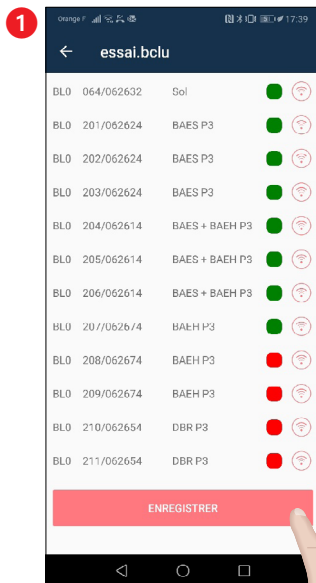 1
Orange F 17:39
essai.bclu
BL0 064/062632 Sol
BL0 201/062624 BAES P3
BL0 202/062624 BAES P3
BL0 203/062624 BAES P3
BL0 204/062614 BAES + BAEH P3
BL0 205/062614 BAES + BAEH P3
BL0 206/062614 BAES + BAEH P3
BL0 207/062674 BAEH P3
BL0 208/062674 BAEH P3
BL0 209/062674 BAEH P3
BL0 210/062654 DBR P3
BL0 211/062654 DBR P3
ENREGISTRER